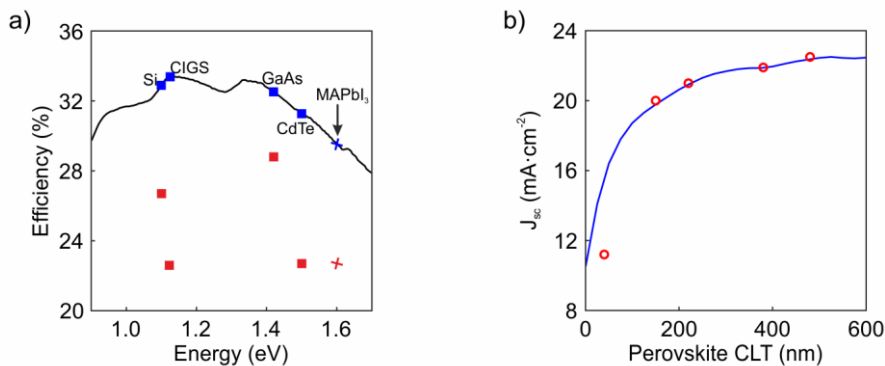 a)
36
32
28
24
20
Efficiency (%)
Si
CIGS
GaAs
MAPbI₃
CdTe
1.0 1.2 1.4 1.6
Energy (eV)
b)
24
20
16
12
8
J_sc (mA·cm⁻²)
0 200 400 600
Perovskite CLT (nm)